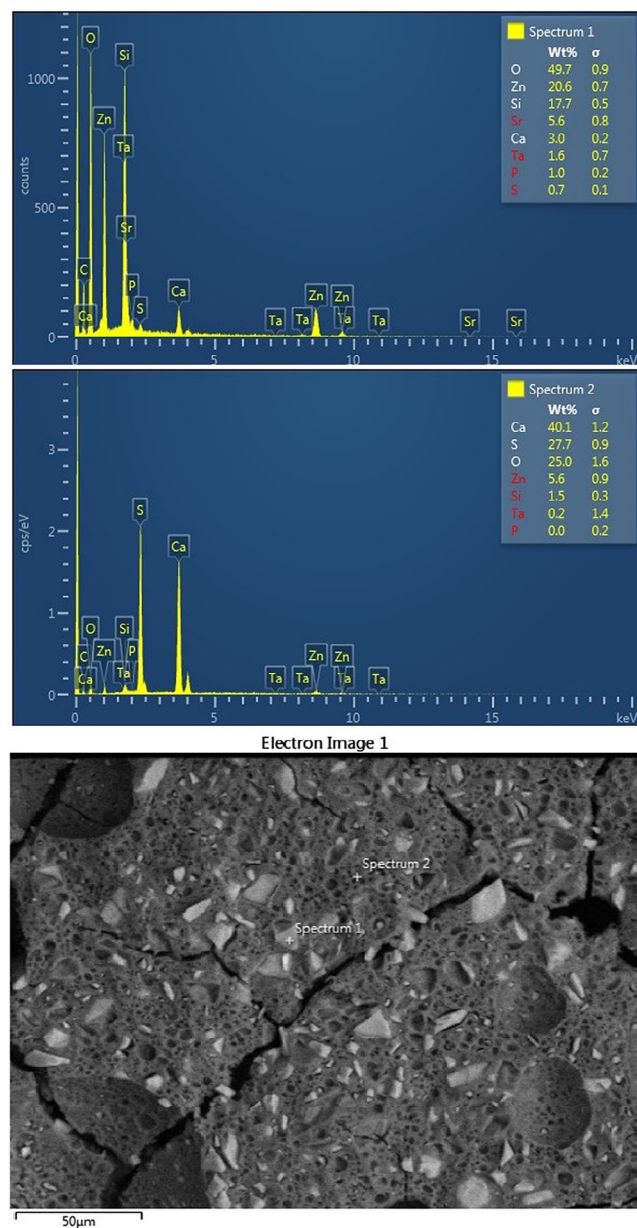 Spectrum 1
Wt% σ
O 49.7 0.9
Zn 20.6 0.7
Si 17.7 0.5
Sr 5.6 0.8
Ca 3.0 0.2
Ta 1.6 0.7
P 1.0 0.2
S 0.7 0.1
O
Si
Zn
Ta
Sr
C
P
S
Ca
Ca
Zn
Zn
Ta
Ta
Ta
Ta
Sr
Sr
1000
500
0
counts
0 5 10 15 keV
Spectrum 2
Wt% σ
Ca 40.1 1.2
S 27.7 0.9
O 25.0 1.6
Zn 5.6 0.9
Si 1.5 0.3
Ta 0.2 1.4
P 0.0 0.2
S
Ca
O
Si
C
Zn
P
Ta
Ca
Zn
Zn
Ta
Ta
Ta
Ta
3
2
1
0
cps/eV
0 5 10 15 keV
Electron Image 1
Spectrum 2
Spectrum 1
50μm